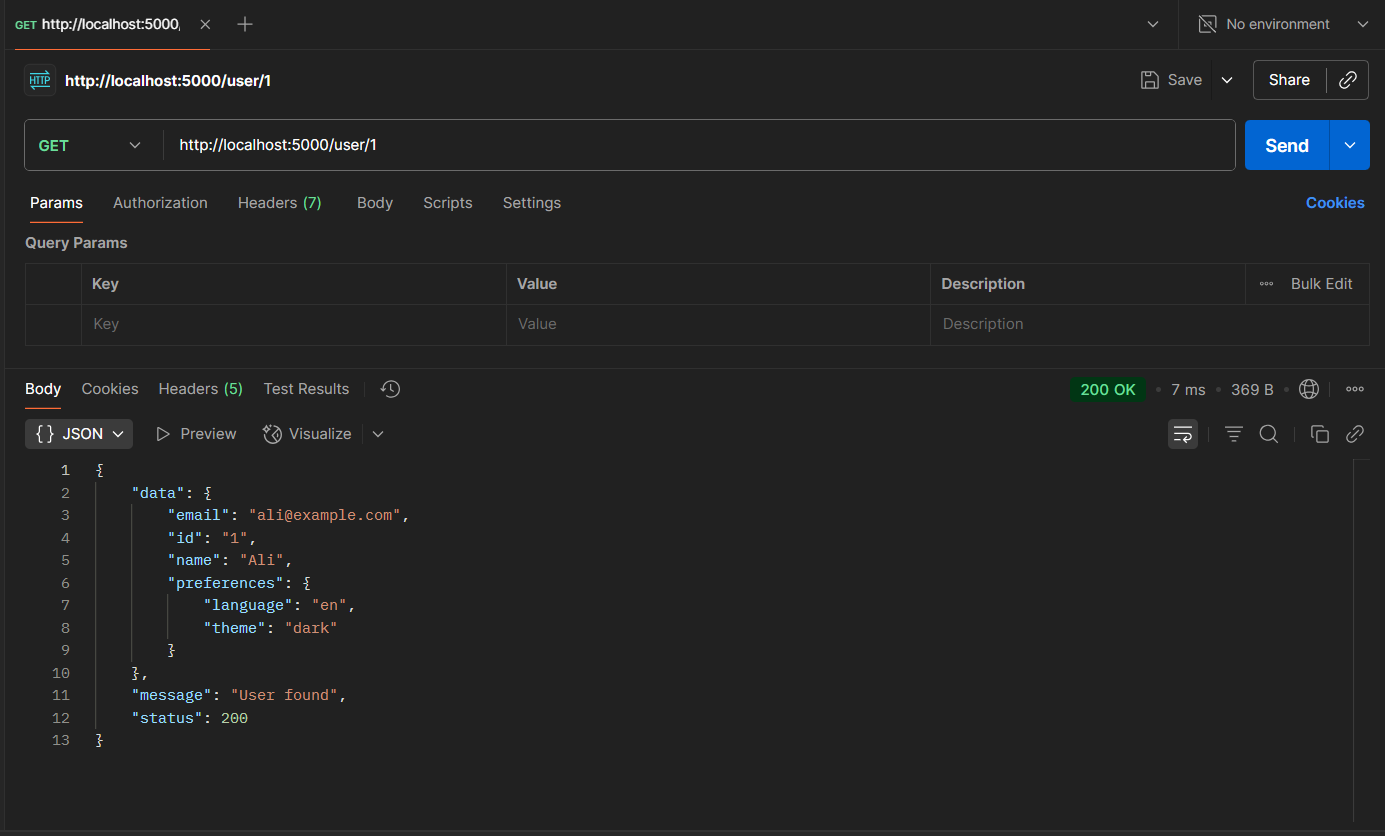 GET http://localhost:5000,
No environment
HTTP http://localhost:5000/user/1
Save
Share
GET http://localhost:5000/user/1
Send
Params Authorization Headers (7) Body Scripts Settings Cookies
Query Params
Key Value Description Bulk Edit
Key Value Description
Body Cookies Headers (5) Test Results 200 OK 7 ms 369 B
{} JSON Preview Visualize
1 {
2 "data": {
3 "email": "ali@example.com",
4 "id": "1",
5 "name": "Ali",
6 "preferences": {
7 "language": "en",
8 "theme": "dark"
9 }
10 },
11 "message": "User found",
12 "status": 200
13 }